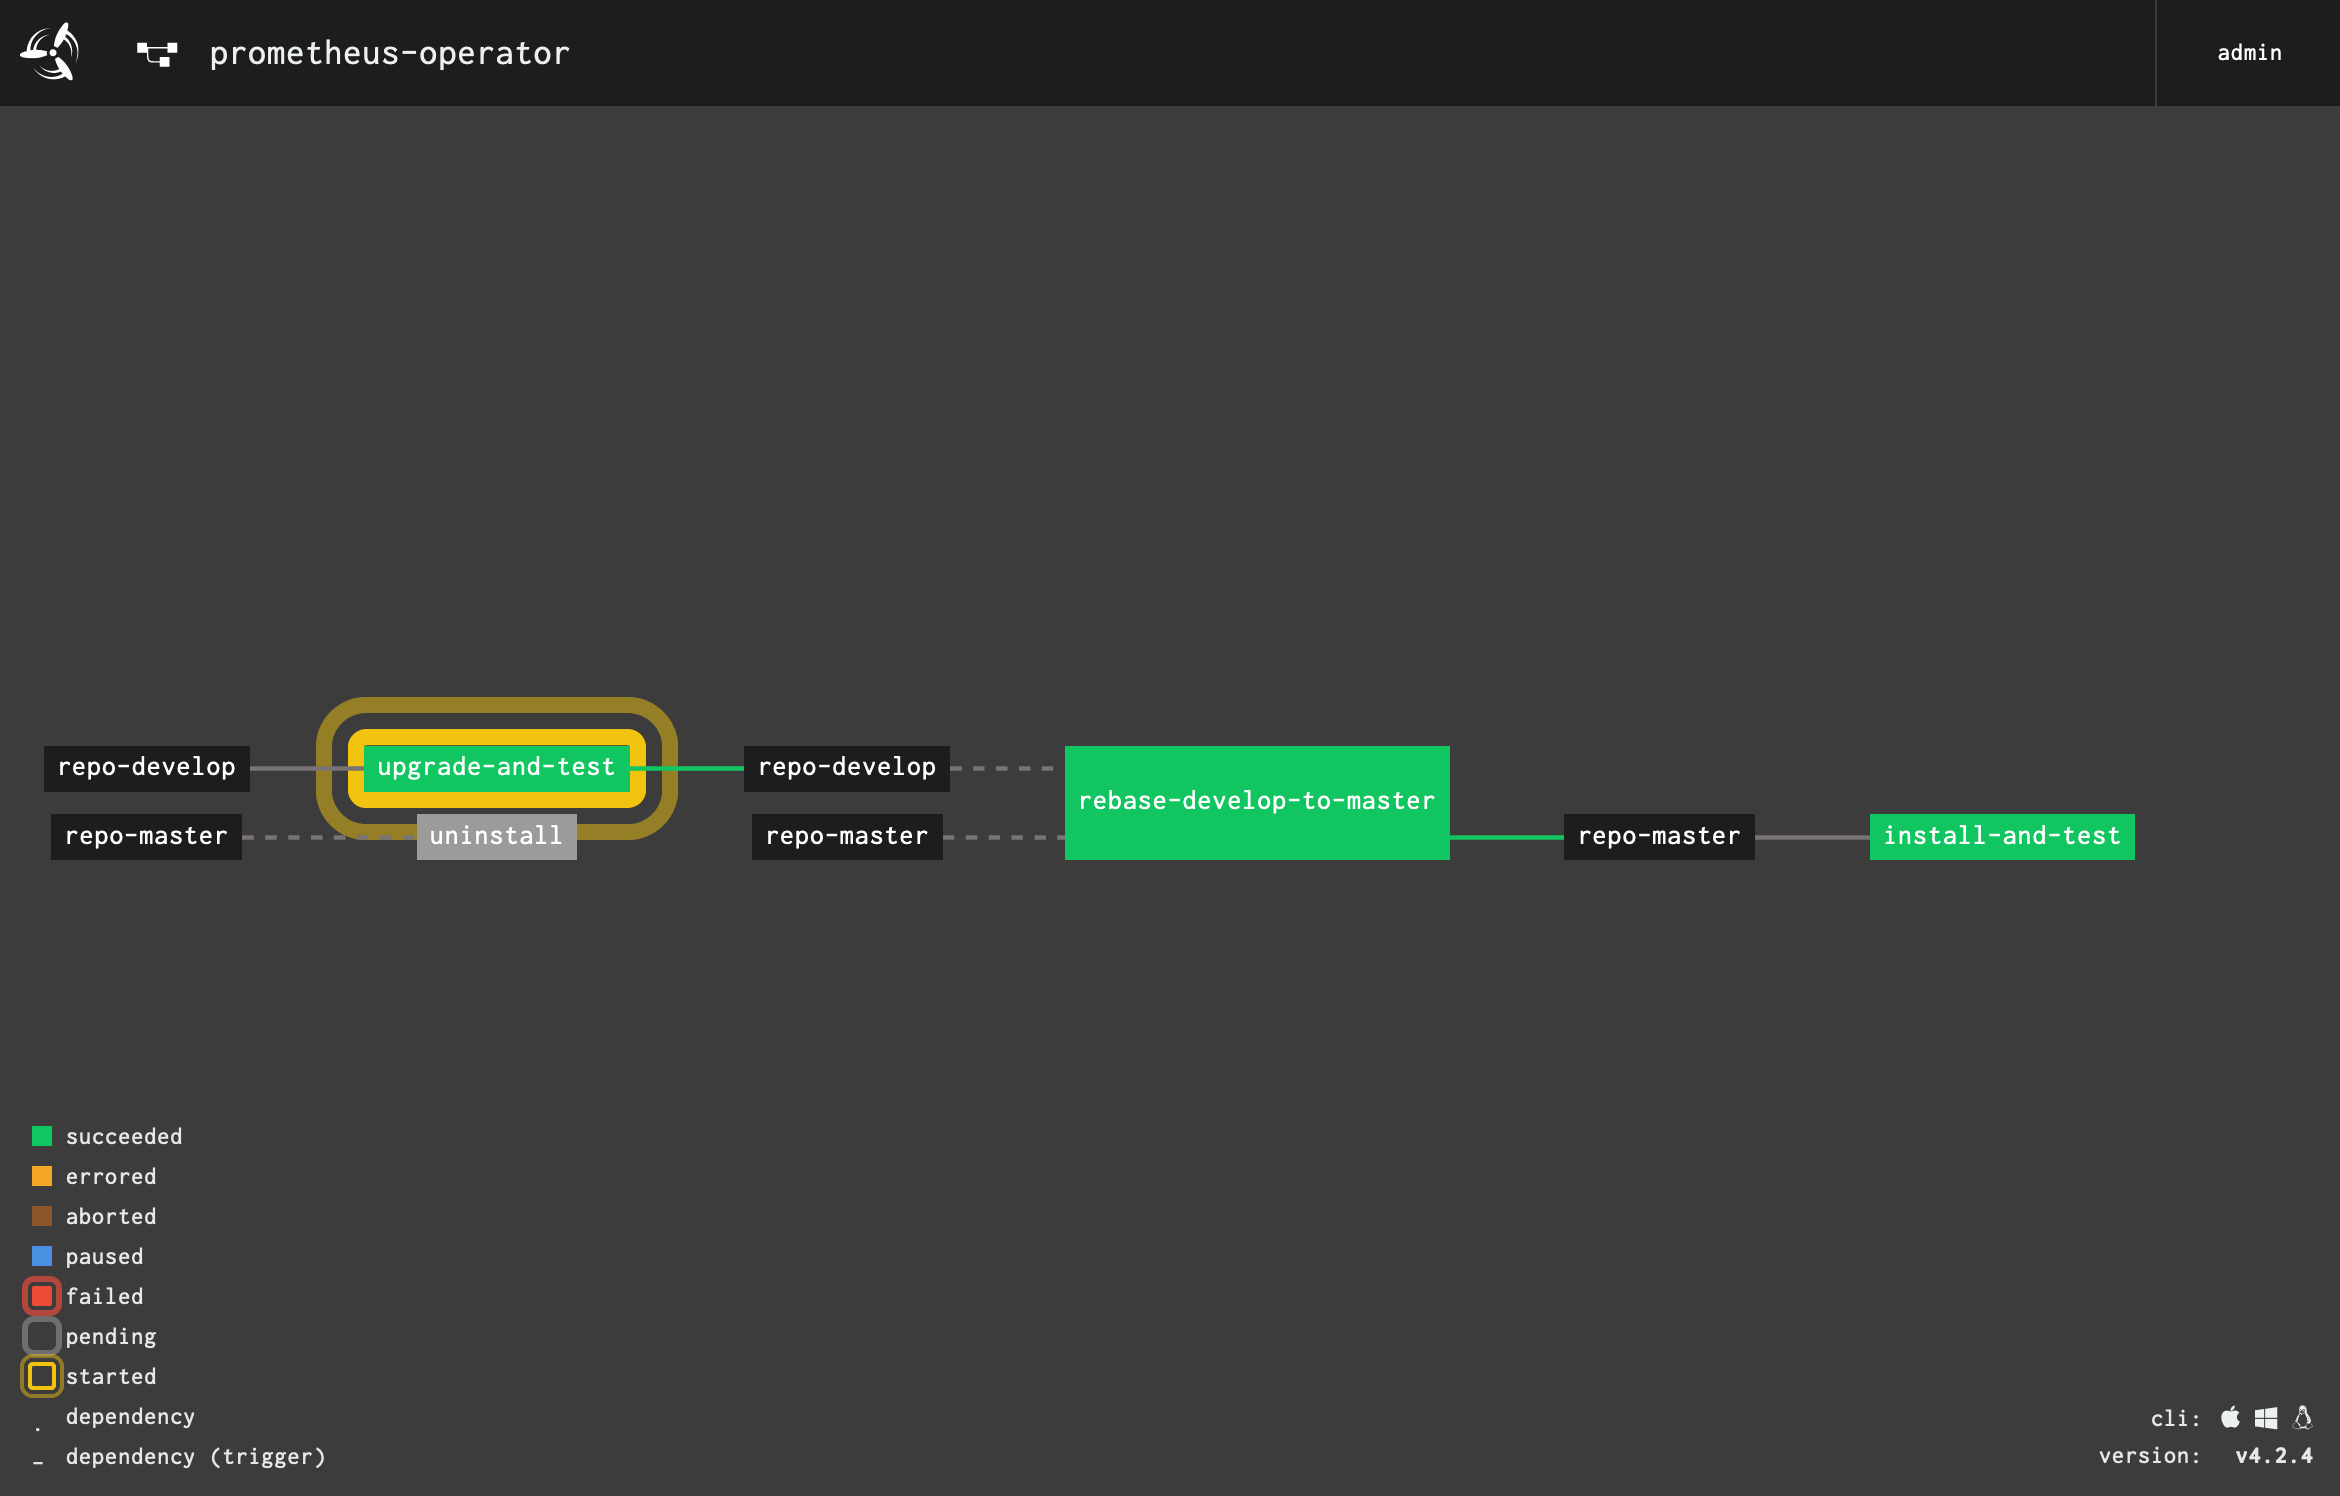 prometheus-operator
admin
repo-develop
upgrade-and-test
repo-develop
rebase-develop-to-master
repo-master
uninstall
repo-master
repo-master
install-and-test
succeeded
errored
aborted
paused
failed
pending
started
dependency
dependency (trigger)
cli:
version: v4.2.4